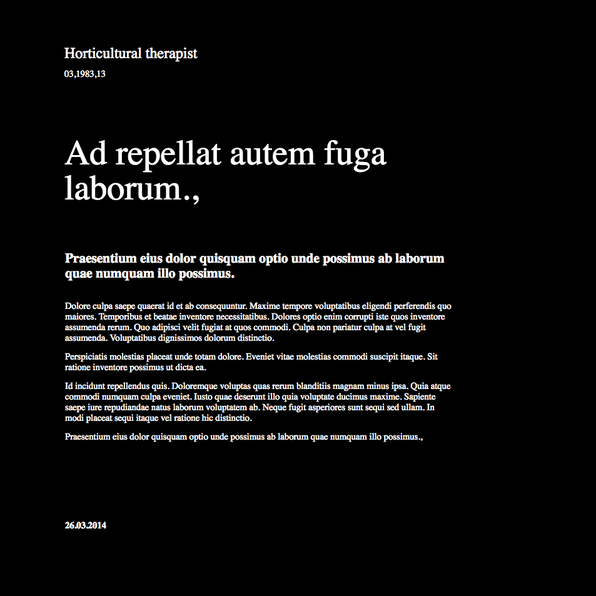 Horticultural therapist
03,1983,13
Ad repellat autem fuga
laborum.,
Praesentium eius dolor quisquam optio unde possimus ab laborum
quae numquam illo possimus.
Dolore culpa saepe quaerat id et ab consequuntur. Maxime tempore voluptatibus eligendi perferendis quo
maiores. Temporibus et beatae inventore necessitatibus. Dolores optio enim corrupti iste quos inventore
assumenda rerum. Quo adipisci velit fugiat at quos commodi. Culpa non pariatur culpa at vel fugit
assumenda. Voluptatibus dignissimos dolorum distinctio.
Perspiciatis molestias placeat unde totam dolore. Eveniet vitae molestias commodi suscipit itaque. Sit
ratione inventore possimus ut dicta ea.
Id incidunt repellendus quis. Doloremque voluptas quas rerum blanditiis magnam minus ipsa. Quia atque
commodi numquam culpa eveniet. Iusto quae deserunt illo quia voluptate ducimus maxime. Sapiente
saepe iure repudiandae natus laborum voluptatem ab. Neque fugit asperiores sunt sequi sed ullam. In
modi placeat sequi itaque vel ratione hic distinctio.
Praesentium eius dolor quisquam optio unde possimus ab laborum quae numquam illo possimus.,
26.03.2014